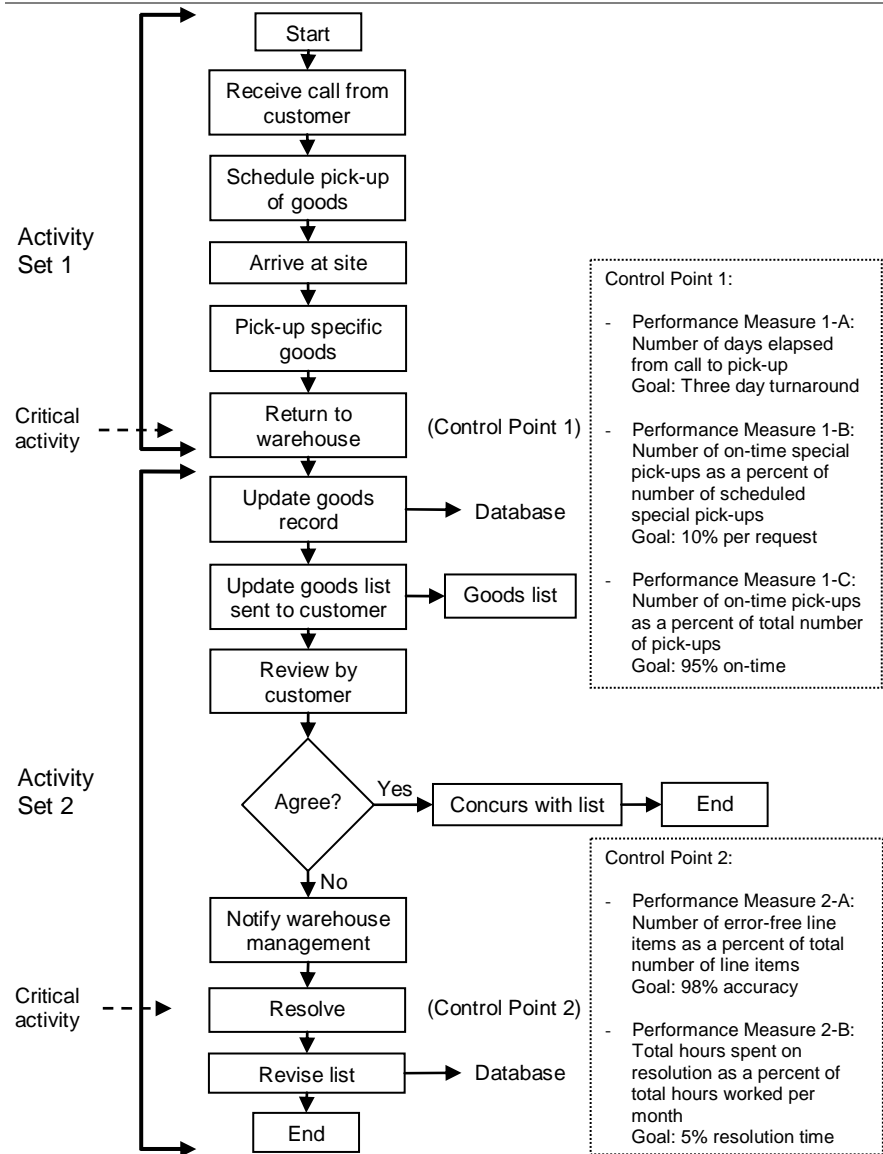 Start
Receive call from
customer
Schedule pick-up
of goods
Activity
Set 1
Arrive at site
Pick-up specific
goods
Critical
activity
Return to
warehouse
(Control Point 1)
Control Point 1:
- Performance Measure 1-A:
Number of days elapsed
from call to pick-up
Goal: Three day turnaround
- Performance Measure 1-B:
Number of on-time special
pick-ups as a percent of
number of scheduled
special pick-ups
Goal: 10% per request
- Performance Measure 1-C:
Number of on-time pick-ups
as a percent of total number
of pick-ups
Goal: 95% on-time
Update goods
record
Database
Update goods list
sent to customer
Goods list
Review by
customer
Activity
Set 2
Agree?
Yes
Concurs with list
End
No
Notify warehouse
management
Critical
activity
Resolve
(Control Point 2)
Revise list
Database
End
Control Point 2:
- Performance Measure 2-A:
Number of error-free line
items as a percent of total
number of line items
Goal: 98% accuracy
- Performance Measure 2-B:
Total hours spent on
resolution as a percent of
total hours worked per
month
Goal: 5% resolution time